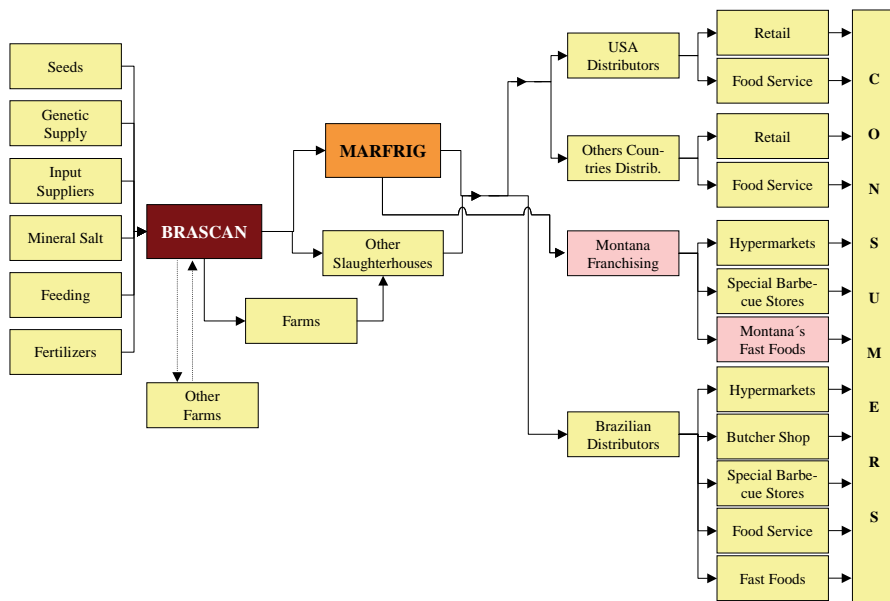 Seeds
Genetic
Supply
Input
Suppliers
Mineral Salt
Feeding
Fertilizers
BRASCAN
Other
Farms
Farms
MARFRIG
Other
Slaughterhouses
USA
Distributors
Others Coun-
tries Distrib.
Montana
Franchising
Brazilian
Distributors
Retail
Food Service
Retail
Food Service
Hypermarkets
Special Barbe-
cue Stores
Montana´s
Fast Foods
Hypermarkets
Butcher Shop
Special Barbe-
cue Stores
Food Service
Fast Foods
C
O
N
S
U
M
E
R
S